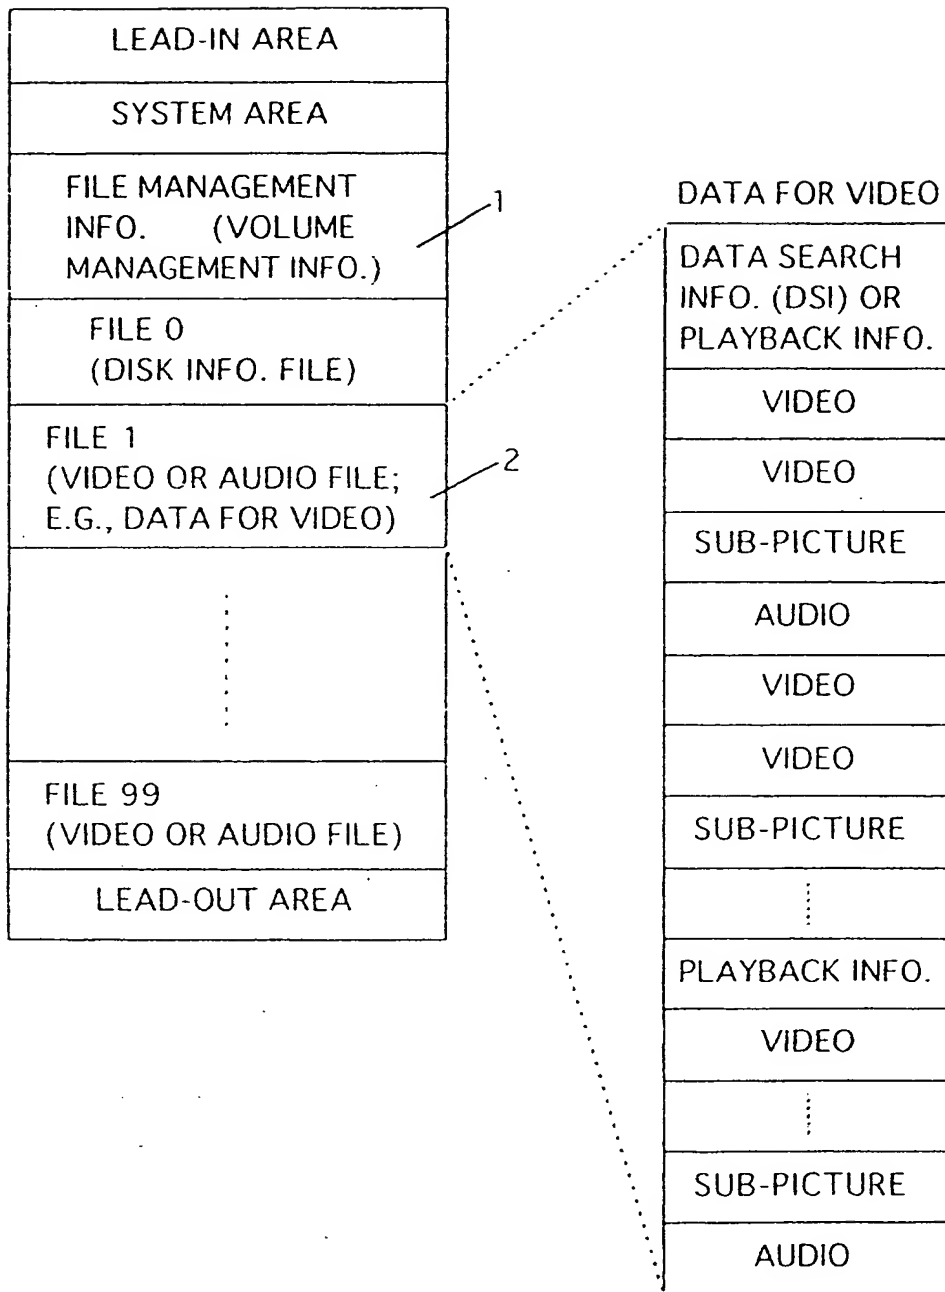 LEAD-IN AREA
SYSTEM AREA
FILE MANAGEMENT
INFO. (VOLUME
MANAGEMENT INFO.)
1
FILE 0
(DISK INFO. FILE)
FILE 1
(VIDEO OR AUDIO FILE;
E.G., DATA FOR VIDEO)
2
FILE 99
(VIDEO OR AUDIO FILE)
LEAD-OUT AREA
DATA FOR VIDEO
DATA SEARCH
INFO. (DSI) OR
PLAYBACK INFO.
VIDEO
VIDEO
SUB-PICTURE
AUDIO
VIDEO
VIDEO
SUB-PICTURE
PLAYBACK INFO.
VIDEO
SUB-PICTURE
AUDIO